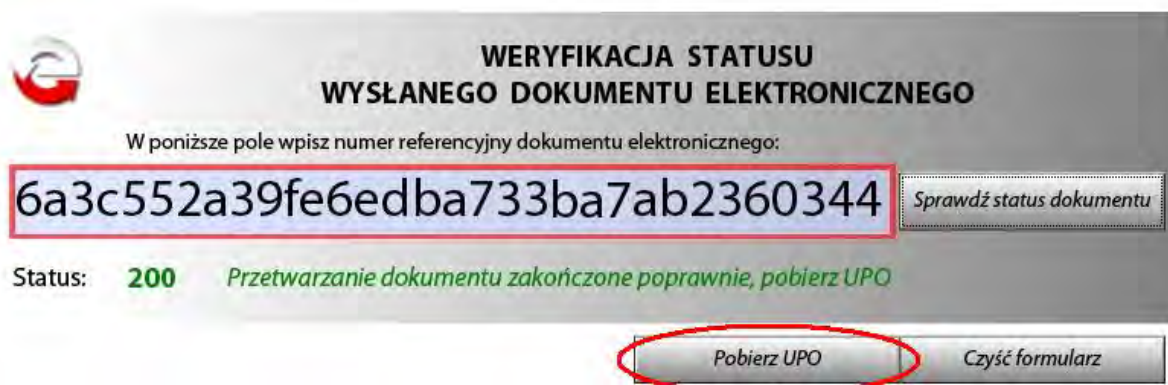 WERYFIKACJA STATUSU
WYSŁANEGO DOKUMENTU ELEKTRONICZNEGO
W poniższe pole wpisz numer referencyjny dokumentu elektronicznego:
6a3c552a39fe6edba733ba7ab2360344
Sprawdź status dokumentu
Status: 200 Przetwarzanie dokumentu zakończone poprawnie, pobierz UPO
Pobierz UPO
Czyść formularz